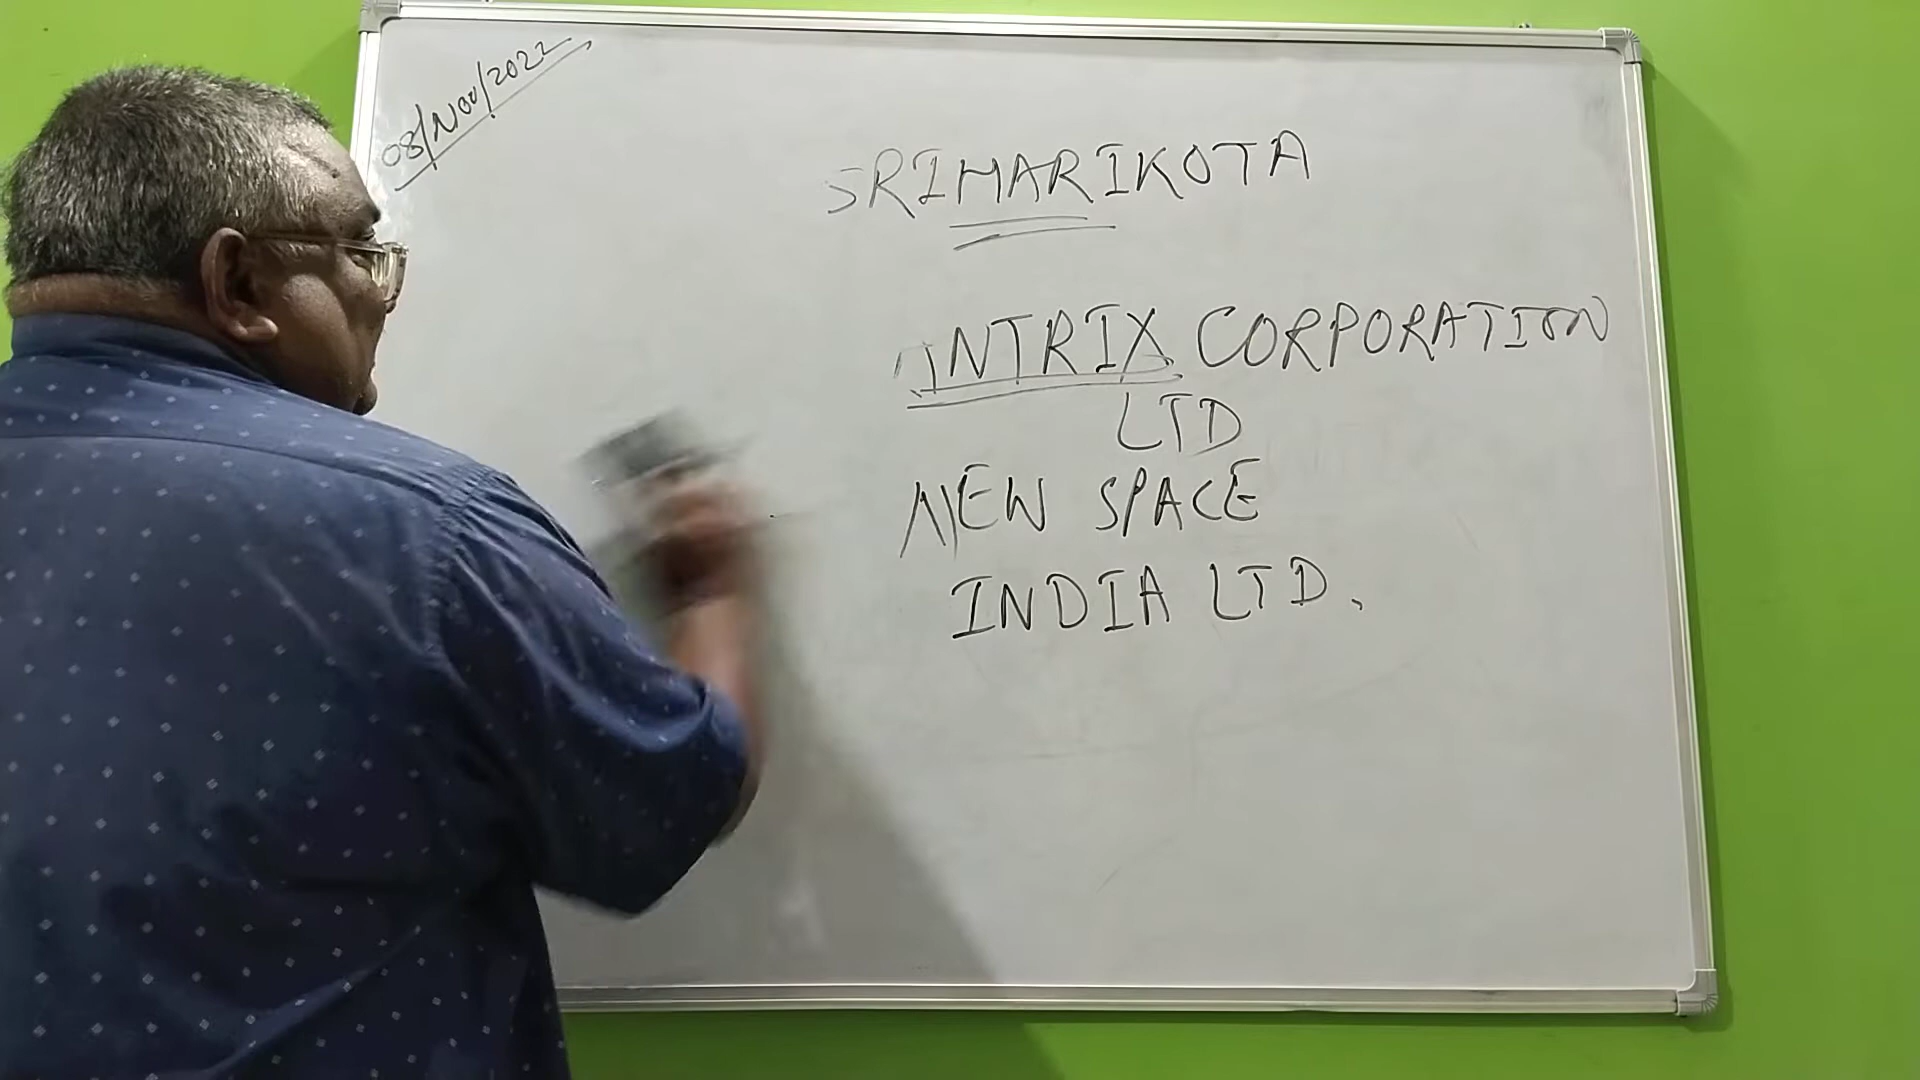 08/Nov/2022
SRIHARIKOTA
ANTRIX CORPORATION
LTD
NEW SPACE
INDIA LTD.